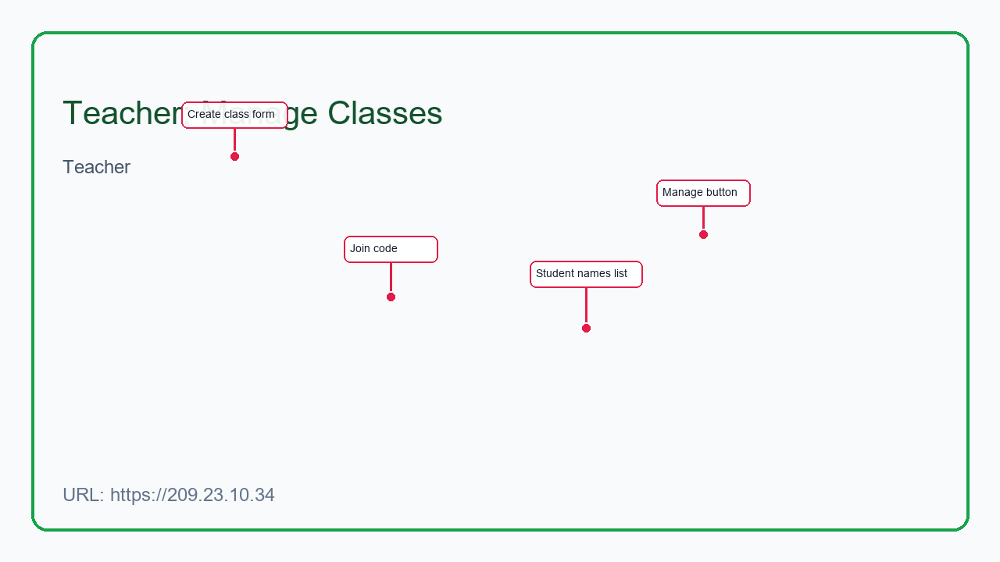 Teacher: Manage Classes
Create class form
Teacher
Manage button
Join code
Student names list
URL: https://209.23.10.34